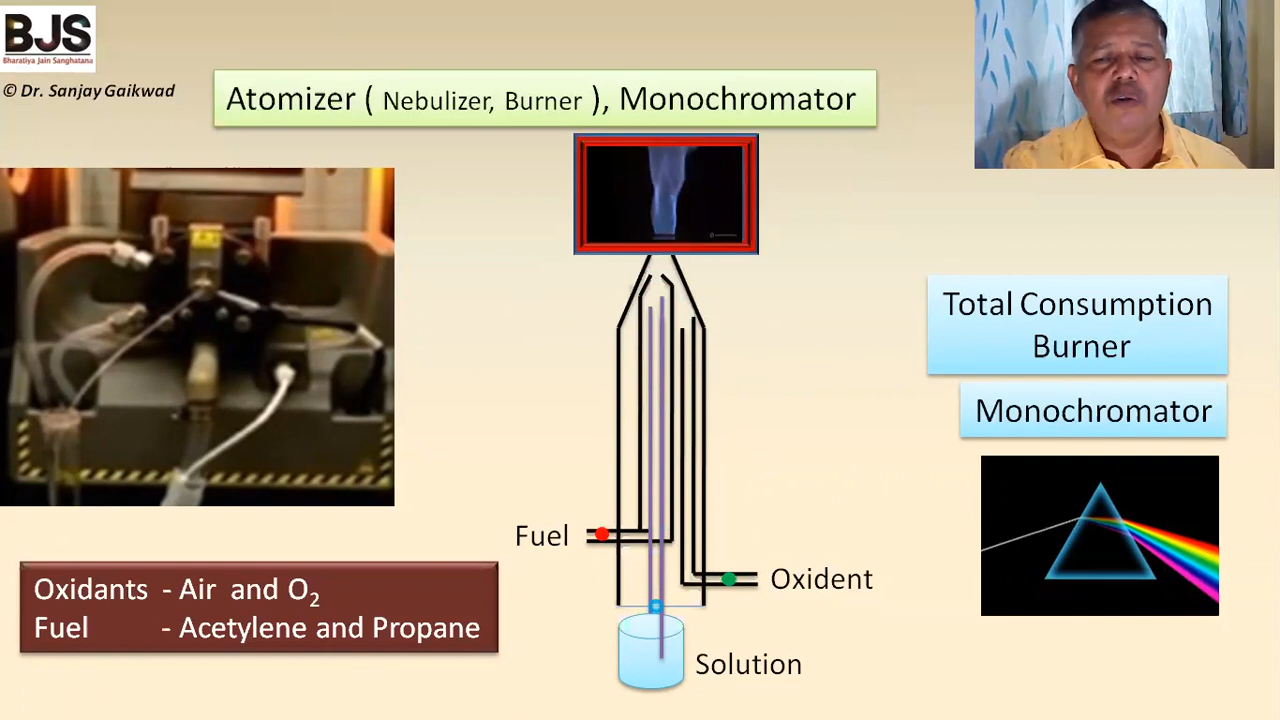 BJS
Bharatiya Jain Sanghatana
© Dr. Sanjay Gaikwad
Atomizer ( Nebulizer, Burner ), Monochromator
Total Consumption
Burner
Monochromator
Fuel
Oxident
Oxidants - Air and O₂
Fuel - Acetylene and Propane
Solution